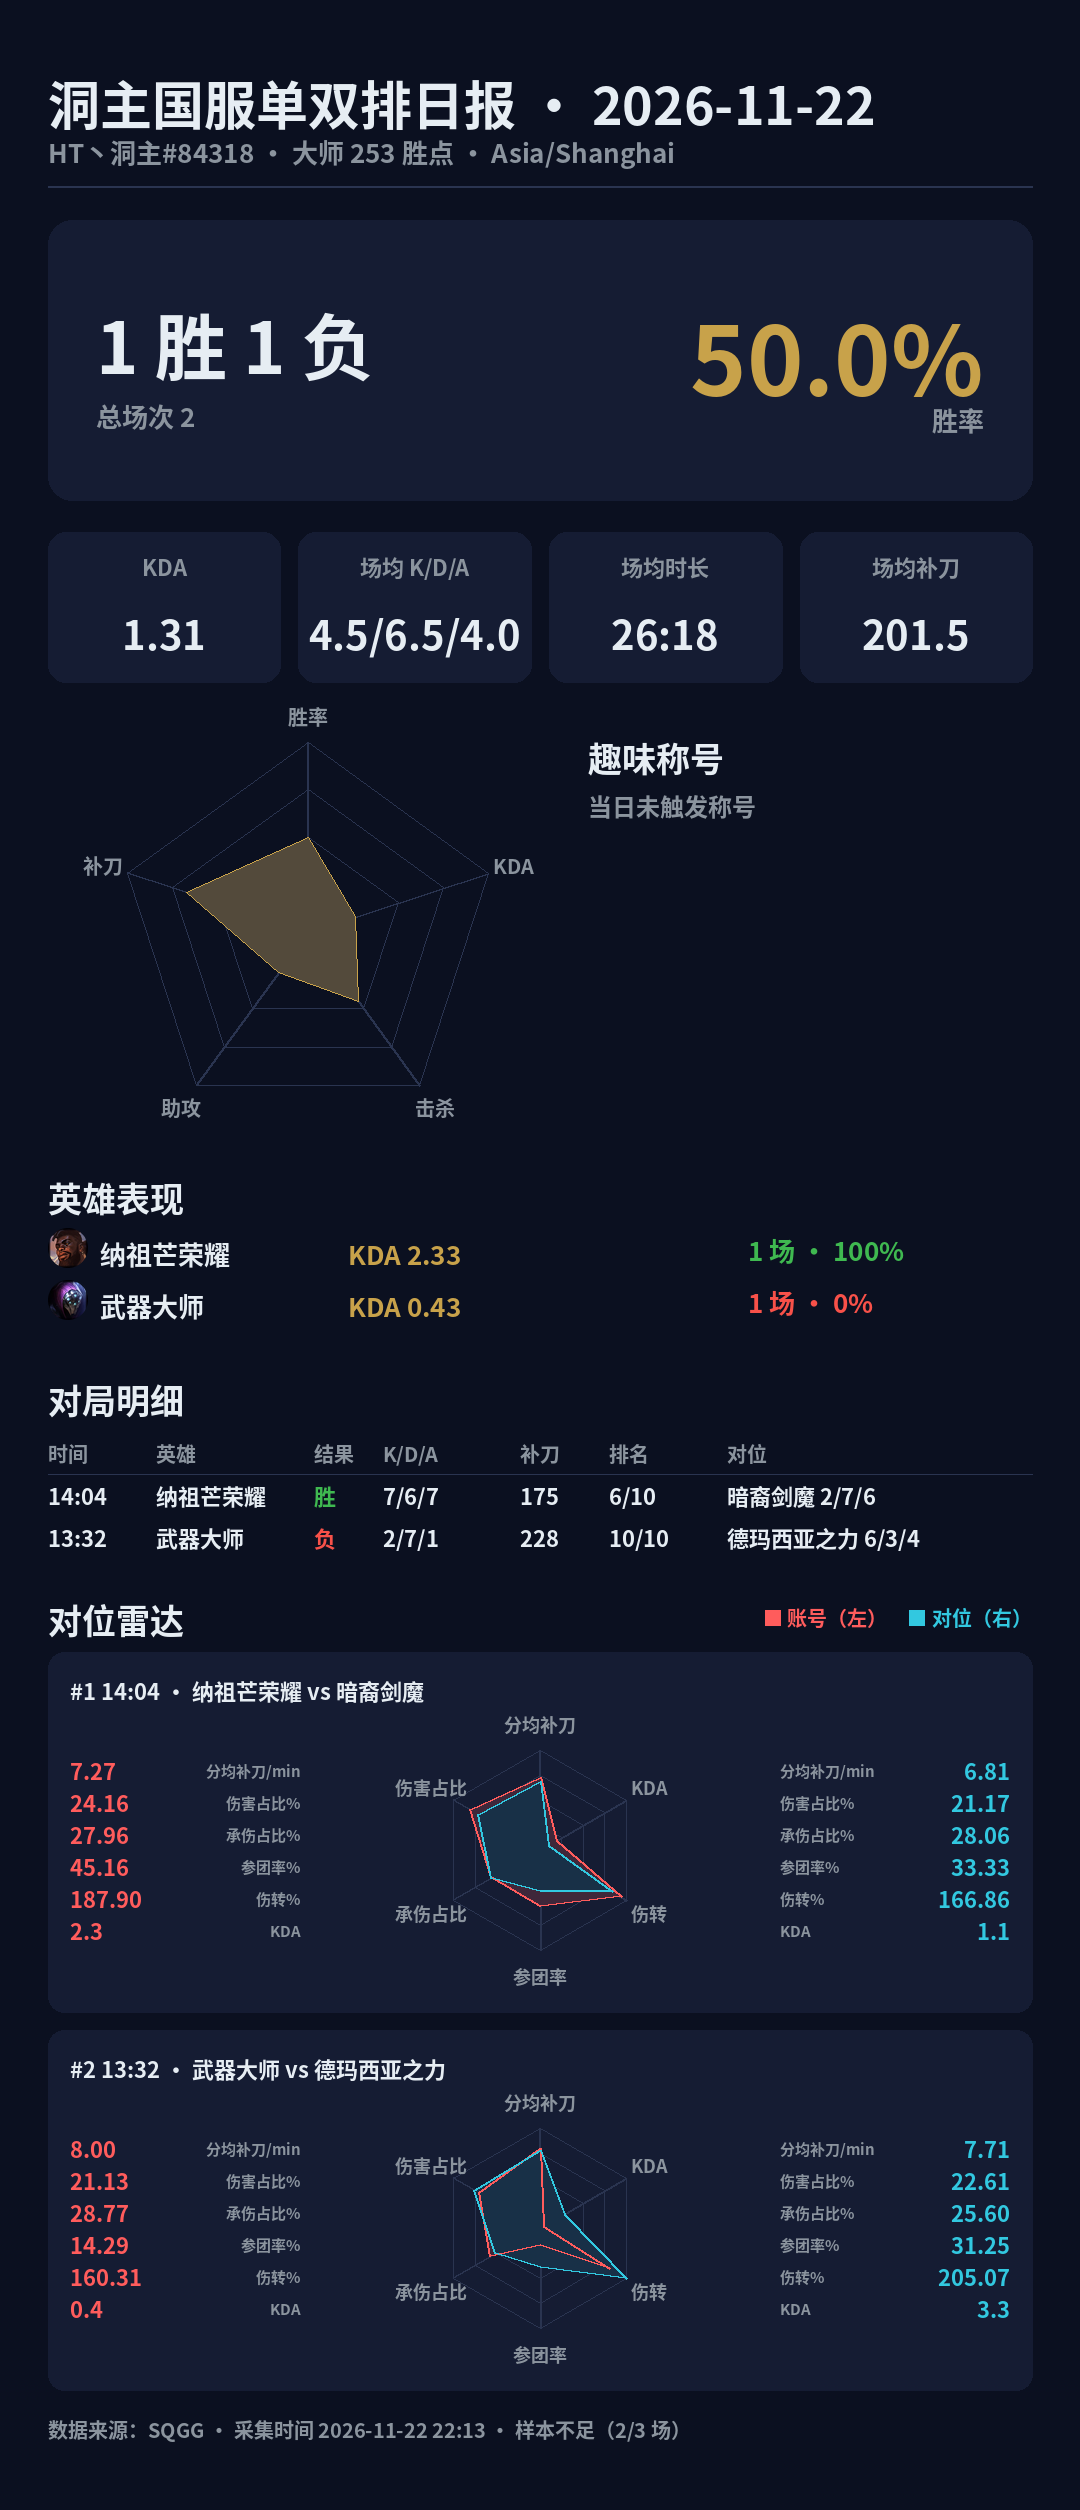 洞主国服单双排日报 · 2026-11-22
HT丶洞主#84318 · 大师 253 胜点 · Asia/Shanghai
1 胜 1 负
总场次 2
50.0%
胜率
KDA
1.31
场均 K/D/A
4.5/6.5/4.0
场均时长
26:18
场均补刀
201.5
胜率
KDA
击杀
助攻
补刀
趣味称号
当日未触发称号
英雄表现
纳祖芒荣耀 KDA 2.33 1 场 · 100%
武器大师 KDA 0.43 1 场 · 0%
对局明细
时间 英雄 结果 K/D/A 补刀 排名 对位
14:04 纳祖芒荣耀 胜 7/6/7 175 6/10 暗裔剑魔 2/7/6
13:32 武器大师 负 2/7/1 228 10/10 德玛西亚之力 6/3/4
对位雷达
账号（左） 对位（右）
#1 14:04 · 纳祖芒荣耀 vs 暗裔剑魔
7.27 分均补刀/min
24.16 伤害占比%
27.96 承伤占比%
45.16 参团率%
187.90 伤转%
2.3 KDA
分均补刀
KDA
伤转
参团率
承伤占比
伤害占比
分均补刀/min 6.81
伤害占比% 21.17
承伤占比% 28.06
参团率% 33.33
伤转% 166.86
KDA 1.1
#2 13:32 · 武器大师 vs 德玛西亚之力
8.00 分均补刀/min
21.13 伤害占比%
28.77 承伤占比%
14.29 参团率%
160.31 伤转%
0.4 KDA
分均补刀
KDA
伤转
参团率
承伤占比
伤害占比
分均补刀/min 7.71
伤害占比% 22.61
承伤占比% 25.60
参团率% 31.25
伤转% 205.07
KDA 3.3
数据来源：SQGG · 采集时间 2026-11-22 22:13 · 样本不足（2/3 场）